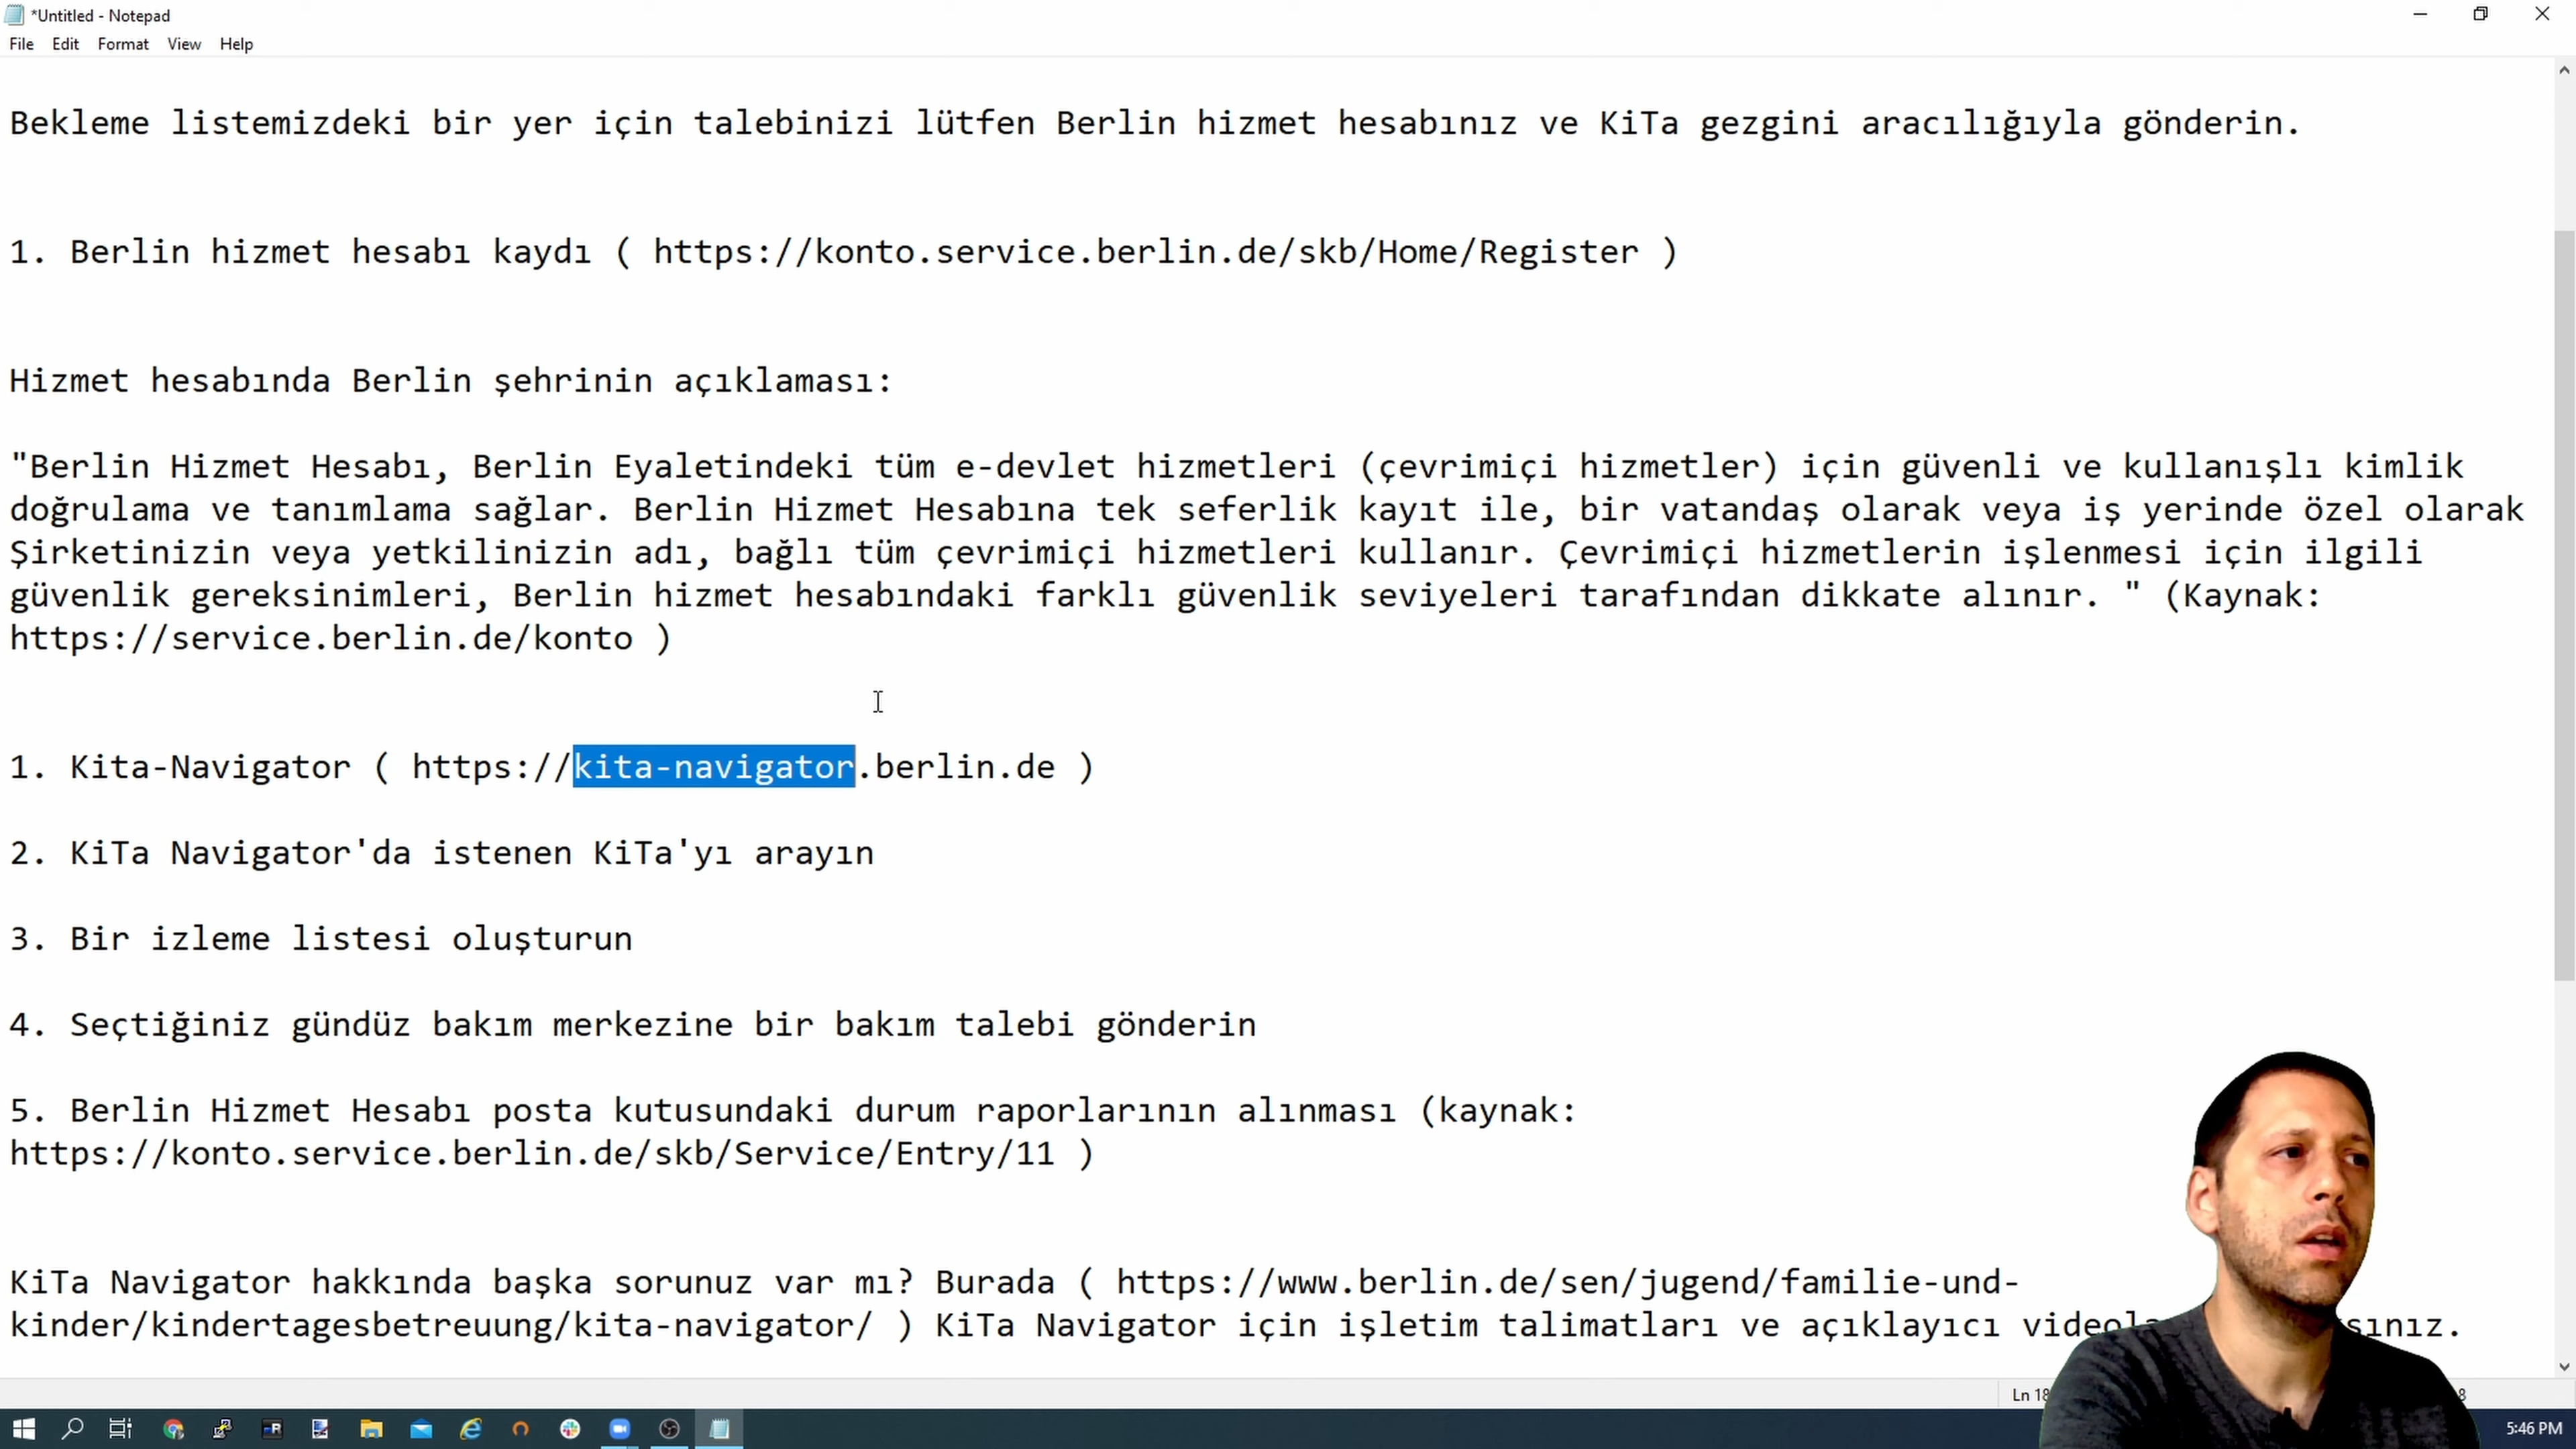 *Untitled - Notepad
File Edit Format View Help
Bekleme listemizdeki bir yer için talebinizi lütfen Berlin hizmet hesabınız ve KiTa gezgini aracılığıyla gönderin.
1. Berlin hizmet hesabı kaydı ( https://konto.service.berlin.de/skb/Home/Register )
Hizmet hesabında Berlin şehrinin açıklaması:
"Berlin Hizmet Hesabı, Berlin Eyaletindeki tüm e-devlet hizmetleri (çevrimiçi hizmetler) için güvenli ve kullanışlı kimlik
doğrulama ve tanımlama sağlar. Berlin Hizmet Hesabına tek seferlik kayıt ile, bir vatandaş olarak veya iş yerinde özel olarak
Şirketinizin veya yetkilinizin adı, bağlı tüm çevrimiçi hizmetleri kullanır. Çevrimiçi hizmetlerin işlenmesi için ilgili
güvenlik gereksinimleri, Berlin hizmet hesabındaki farklı güvenlik seviyeleri tarafından dikkate alınır. " (Kaynak:
https://service.berlin.de/konto )
1. Kita-Navigator ( https://kita-navigator.berlin.de )
2. KiTa Navigator'da istenen KiTa'yı arayın
3. Bir izleme listesi oluşturun
4. Seçtiğiniz gündüz bakım merkezine bir bakım talebi gönderin
5. Berlin Hizmet Hesabı posta kutusundaki durum raporlarının alınması (kaynak:
https://konto.service.berlin.de/skb/Service/Entry/11 )
KiTa Navigator hakkında başka sorunuz var mı? Burada ( https://www.berlin.de/sen/jugend/familie-und-
kinder/kindertagesbetreuung/kita-navigator/ ) KiTa Navigator için işletim talimatları ve açıklayıcı
Ln
5:46 PM